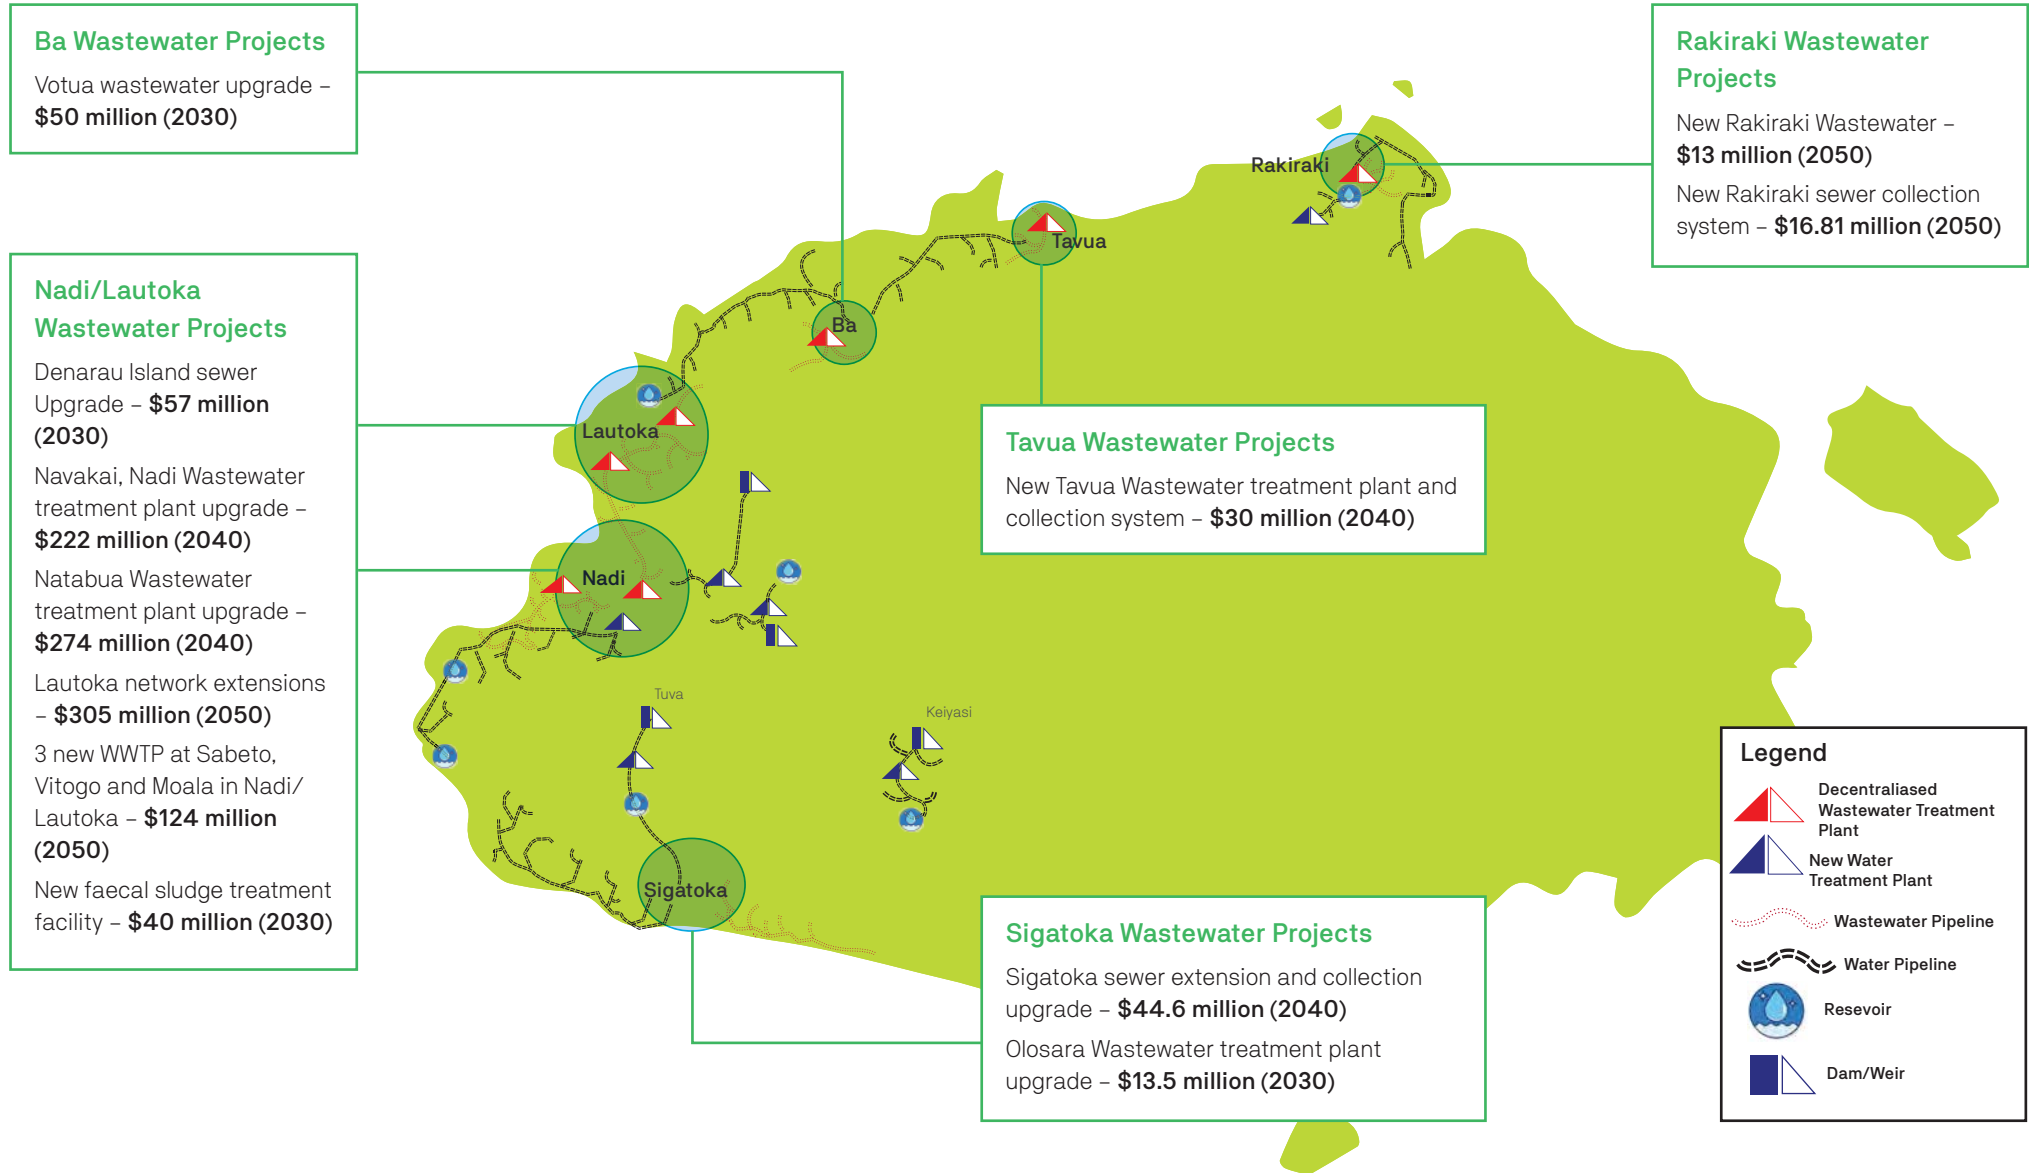 Ba Wastewater Projects
Votua wastewater upgrade –
$50 million (2030)
Rakiraki Wastewater
Projects
New Rakiraki Wastewater –
$13 million (2050)
New Rakiraki sewer collection
system – $16.81 million (2050)
Nadi/Lautoka
Wastewater Projects
Denarau Island sewer
Upgrade – $57 million
(2030)
Navakai, Nadi Wastewater
treatment plant upgrade –
$222 million (2040)
Natabua Wastewater
treatment plant upgrade –
$274 million (2040)
Lautoka network extensions
– $305 million (2050)
3 new WWTP at Sabeto,
Vitogo and Moala in Nadi/
Lautoka – $124 million
(2050)
New faecal sludge treatment
facility – $40 million (2030)
Rakiraki
Tavua
Ba
Lautoka
Nadi
Tuva
Keiyasi
Sigatoka
Tavua Wastewater Projects
New Tavua Wastewater treatment plant and
collection system – $30 million (2040)
Sigatoka Wastewater Projects
Sigatoka sewer extension and collection
upgrade – $44.6 million (2040)
Olosara Wastewater treatment plant
upgrade – $13.5 million (2030)
Legend
Decentraliased
Wastewater Treatment
Plant
New Water
Treatment Plant
Wastewater Pipeline
Water Pipeline
Resevoir
Dam/Weir